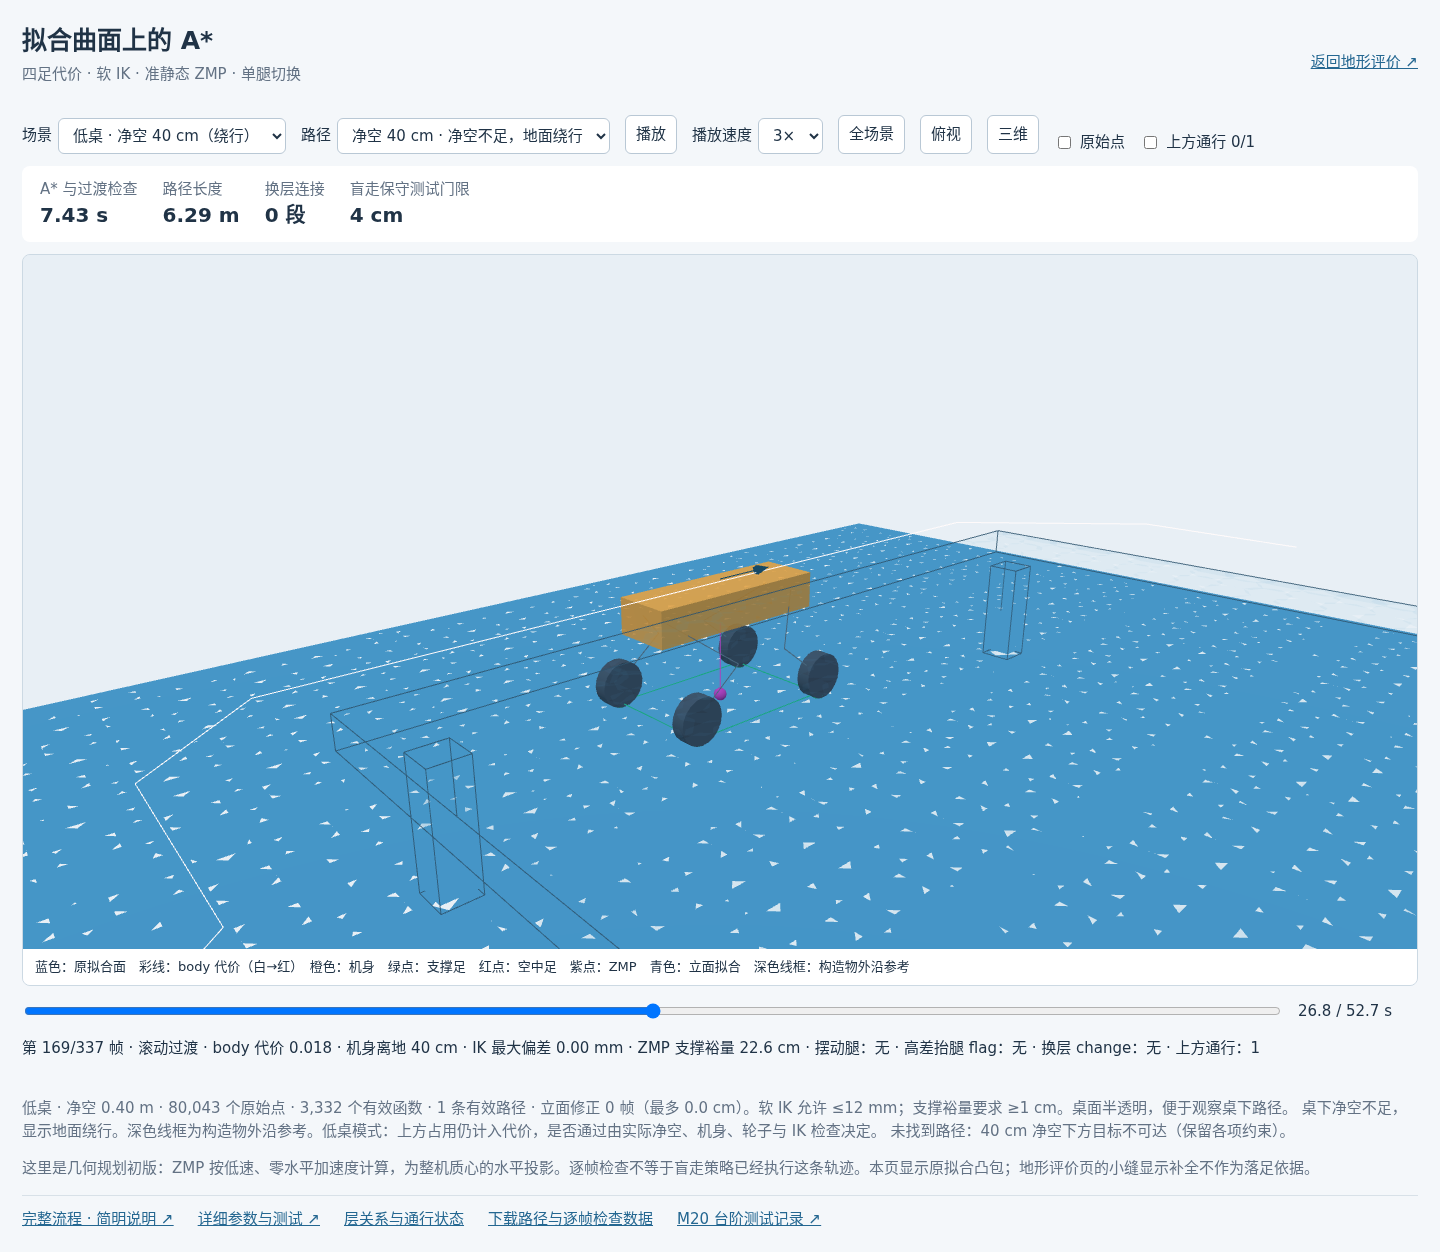 拟合曲面上的 A*
四足代价 · 软 IK · 准静态 ZMP · 单腿切换
返回地形评价 ↗
场景 低桌 · 净空 40 cm（绕行） 路径 净空 40 cm · 净空不足，地面绕行 播放 播放速度 3× 全场景 俯视 三维 原始点 上方通行 0/1
A* 与过渡检查 路径长度 换层连接 盲走保守测试门限
7.43 s 6.29 m 0 段 4 cm
蓝色：原拟合面 彩线：body 代价（白→红） 橙色：机身 绿点：支撑足 红点：空中足 紫点：ZMP 青色：立面拟合 深色线框：构造物外沿参考
26.8 / 52.7 s
第 169/337 帧 · 滚动过渡 · body 代价 0.018 · 机身离地 40 cm · IK 最大偏差 0.00 mm · ZMP 支撑裕量 22.6 cm · 摆动腿：无 · 高差抬腿 flag：无 · 换层 change：无 · 上方通行：1
低桌 · 净空 0.40 m · 80,043 个原始点 · 3,332 个有效函数 · 1 条有效路径 · 立面修正 0 帧（最多 0.0 cm）。软 IK 允许 ≤12 mm；支撑裕量要求 ≥1 cm。桌面半透明，便于观察桌下路径。 桌下净空不足，
显示地面绕行。深色线框为构造物外沿参考。低桌模式：上方占用仍计入代价，是否通过由实际净空、机身、轮子与 IK 检查决定。 未找到路径：40 cm 净空下方目标不可达（保留各项约束）。
这里是几何规划初版：ZMP 按低速、零水平加速度计算，为整机质心的水平投影。逐帧检查不等于盲走策略已经执行这条轨迹。本页显示原拟合凸包；地形评价页的小缝显示补全不作为落足依据。
完整流程 · 简明说明 ↗ 详细参数与测试 ↗ 层关系与通行状态 下载路径与逐帧检查数据 M20 台阶测试记录 ↗